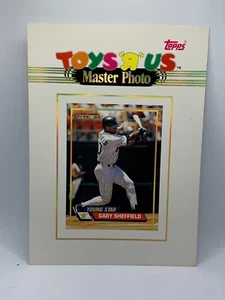 Topps
TOYS "R" US
Master Photo
YOUNG STAR
GARY SHEFFIELD